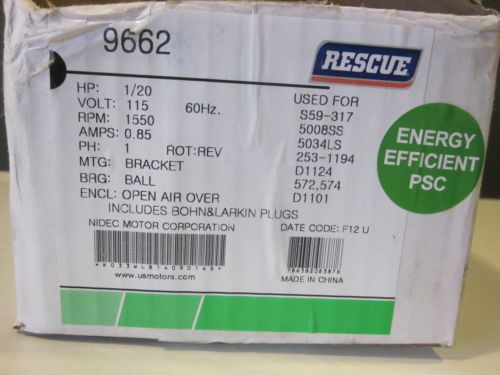 9662
RESCUE
HP: 1/20
VOLT: 115 60Hz.
RPM: 1550
AMPS: 0.85
PH: 1 ROT:REV
MTG: BRACKET
BRG: BALL
ENCL: OPEN AIR OVER
INCLUDES BOHN&LARKIN PLUGS
USED FOR
S59-317
5008SS
5034LS
253-1194
D1124
572,574
D1101
ENERGY
EFFICIENT
PSC
NIDEC MOTOR CORPORATION
DATE CODE: F12 U
www.usmotors.com
MADE IN CHINA